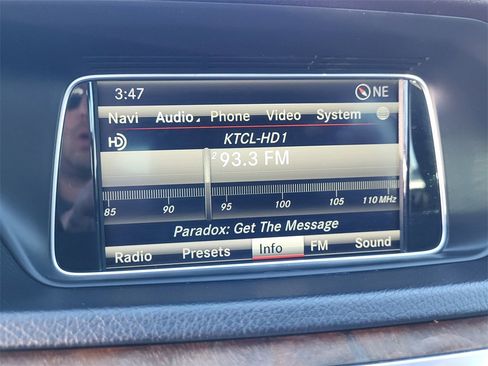 3:47 NE
Navi Audio Phone Video System
HD KTCL-HD1
2 93.3 FM
85 90 95 100 105 110 MHz
Paradox: Get The Message
Radio Presets Info FM Sound